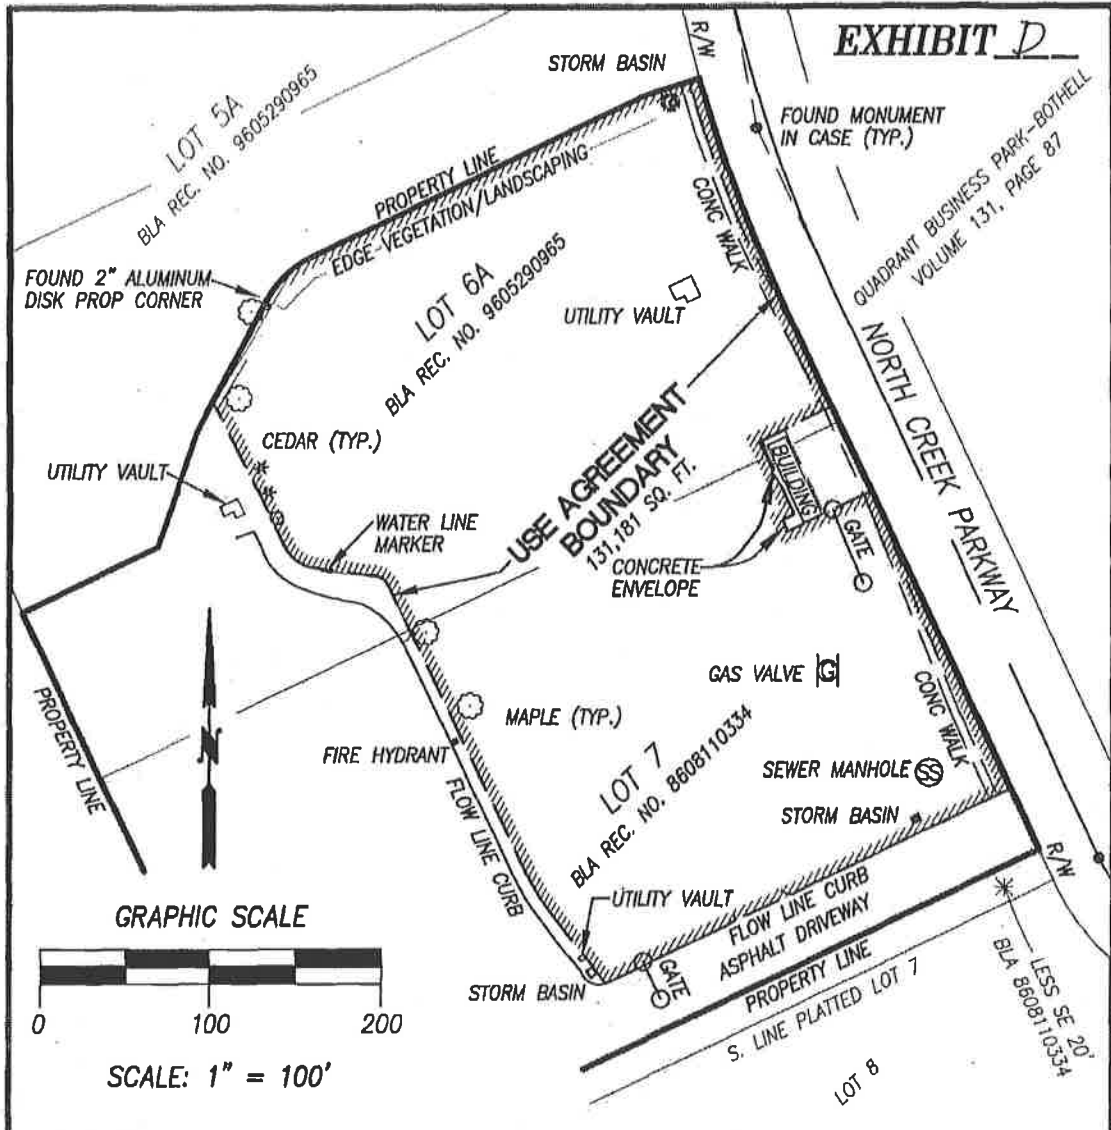 EXHIBIT D
R/W
STORM BASIN
LOT 5A
BLA REC. NO. 9605290965
FOUND MONUMENT
IN CASE (TYP.)
QUADRANT BUSINESS PARK-BOTHELL
VOLUME 131, PAGE 87
PROPERTY LINE
EDGE-VEGETATION/LANDSCAPING
CONC WALK
FOUND 2" ALUMINUM
DISK PROP CORNER
LOT 6A
BLA REC. NO. 9605290965
UTILITY VAULT
NORTH CREEK PARKWAY
CEDAR (TYP.)
UTILITY VAULT
USE AGREEMENT
BOUNDARY
131,181 SQ. FT.
BUILDING
GATE
WATER LINE
MARKER
CONCRETE
ENVELOPE
GAS VALVE G
CONC WALK
PROPERTY LINE
N
MAPLE (TYP.)
FIRE HYDRANT
FLOW LINE CURB
LOT 7
BLA REC. NO. 8608110334
SEWER MANHOLE SS
STORM BASIN
R/W
UTILITY VAULT
FLOW LINE CURB
ASPHALT DRIVEWAY
GATE
PROPERTY LINE
STORM BASIN
S. LINE PLATTED LOT 7
LESS SE 20'
BLA 8608110334
LOT 8
GRAPHIC SCALE
0 100 200
SCALE: 1" = 100'